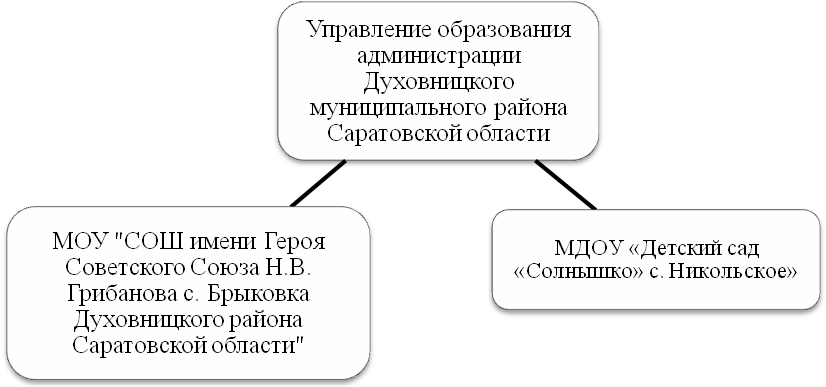 Управление образования
администрации
Духовницкого
муниципального района
Саратовской области
МОУ "СОШ имени Героя
Советского Союза Н.В.
Грибанова с. Брыковка
Духовницкого района
Саратовской области"
МДОУ «Детский сад
«Солнышко» с. Никольское»